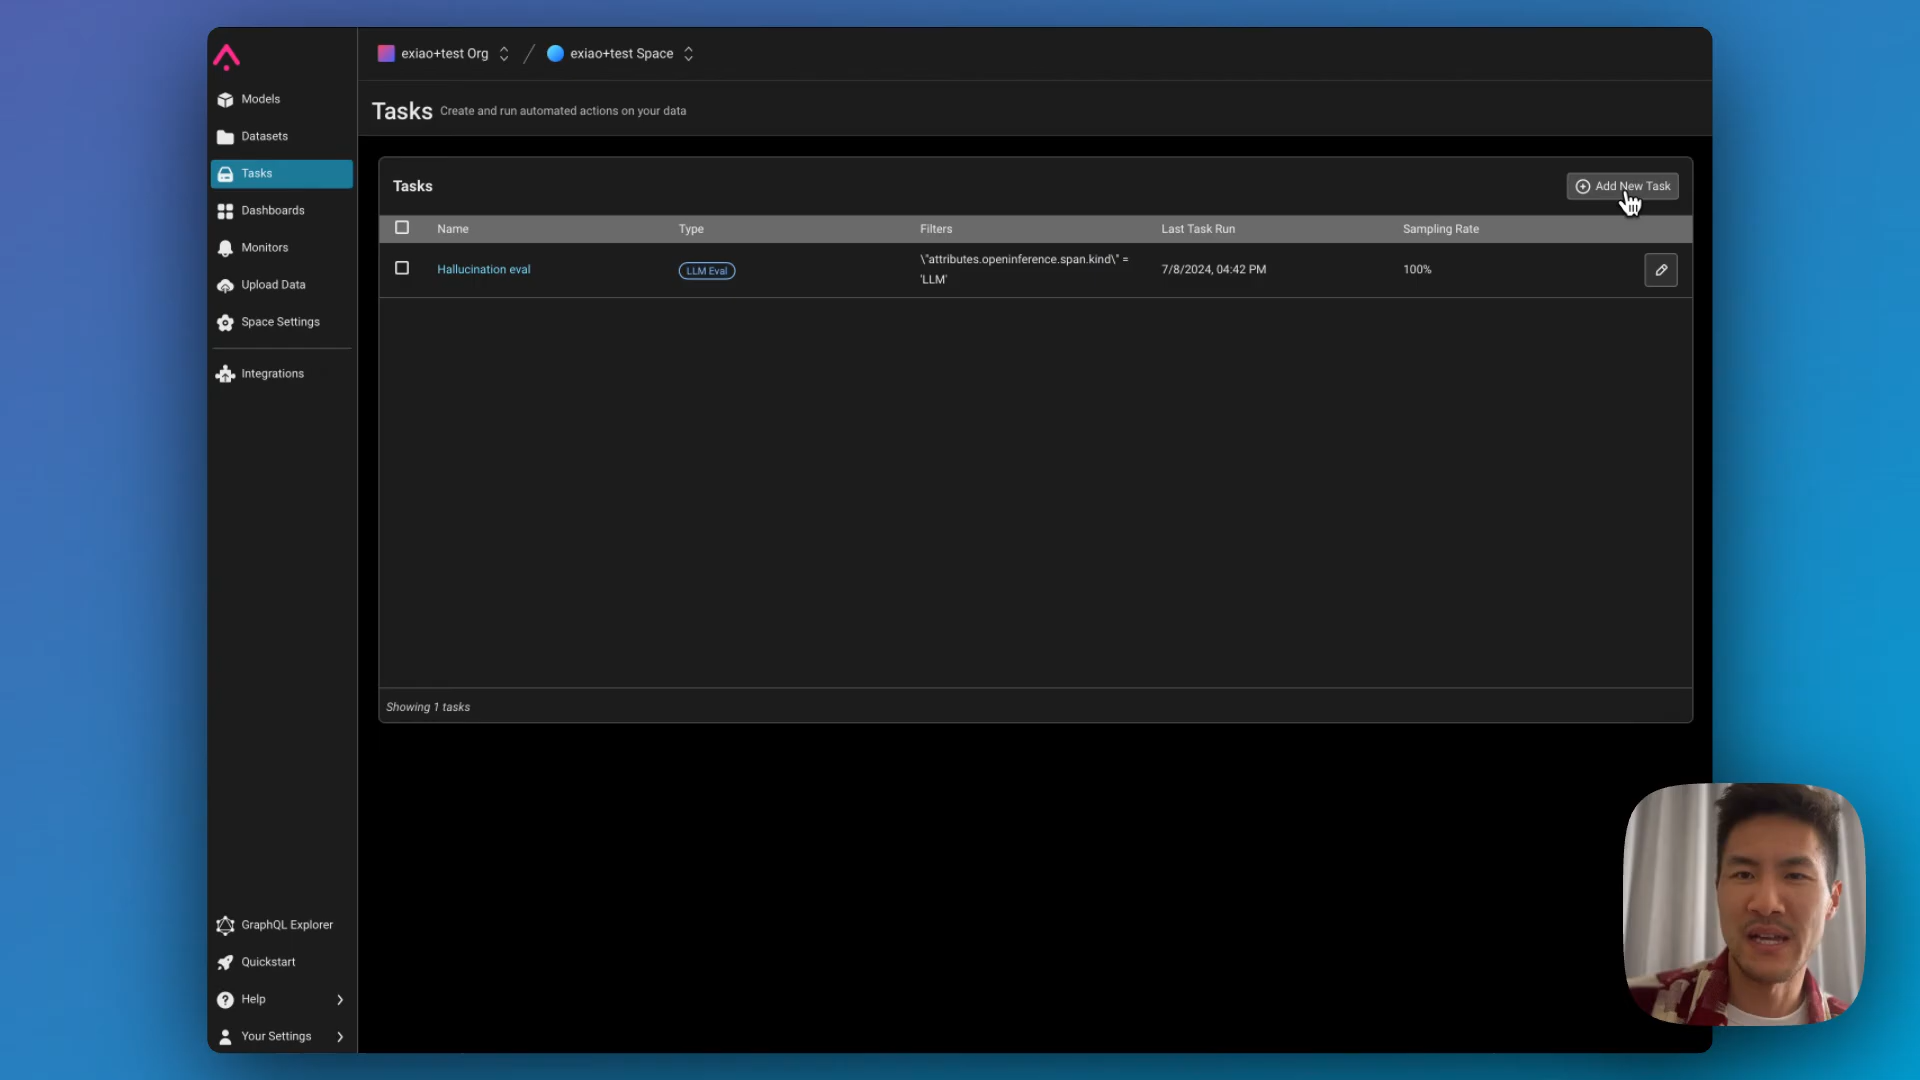 exiao+test Org / exiao+test Space
Models
Datasets
Tasks
Dashboards
Monitors
Upload Data
Space Settings
Integrations
GraphQL Explorer
Quickstart
Help
Your Settings
Tasks Create and run automated actions on your data
Tasks
Add New Task
Name Type Filters Last Task Run Sampling Rate
Hallucination eval LLM Eval \"attributes.openinference.span.kind\" = 7/8/2024, 04:42 PM 100%
'LLM'
Showing 1 tasks